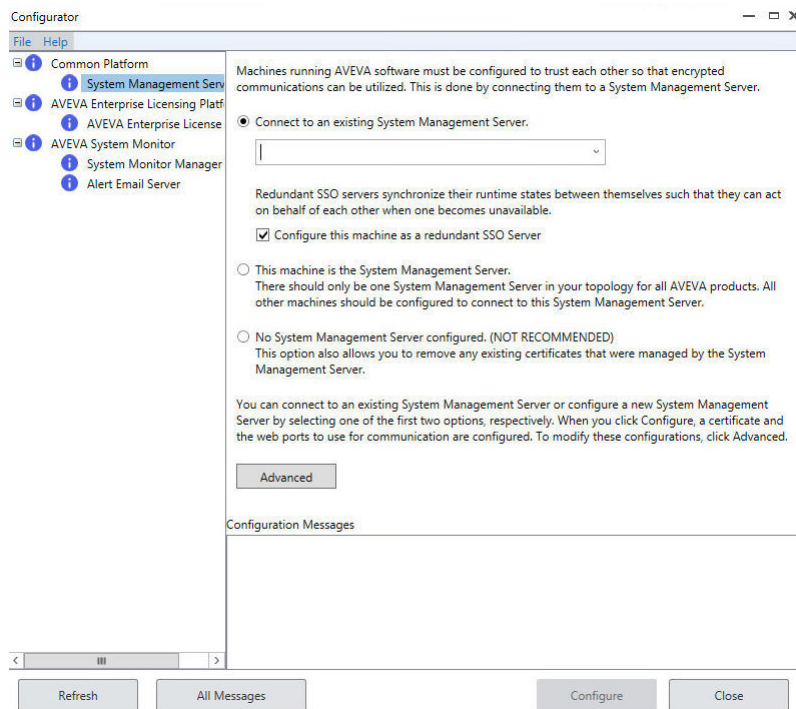 Configurator
File Help
Common Platform
System Management Serv
AVEVA Enterprise Licensing Platf
AVEVA Enterprise License
AVEVA System Monitor
System Monitor Manager
Alert Email Server
Machines running AVEVA software must be configured to trust each other so that encrypted
communications can be utilized. This is done by connecting them to a System Management Server.
Connect to an existing System Management Server.
Redundant SSO servers synchronize their runtime states between themselves such that they can act
on behalf of each other when one becomes unavailable.
Configure this machine as a redundant SSO Server
This machine is the System Management Server.
There should only be one System Management Server in your topology for all AVEVA products. All
other machines should be configured to connect to this System Management Server.
No System Management Server configured. (NOT RECOMMENDED)
This option also allows you to remove any existing certificates that were managed by the System
Management Server.
You can connect to an existing System Management Server or configure a new System Management
Server by selecting one of the first two options, respectively. When you click Configure, a certificate and
the web ports to use for communication are configured. To modify these configurations, click Advanced.
Advanced
Configuration Messages
Refresh
All Messages
Configure
Close